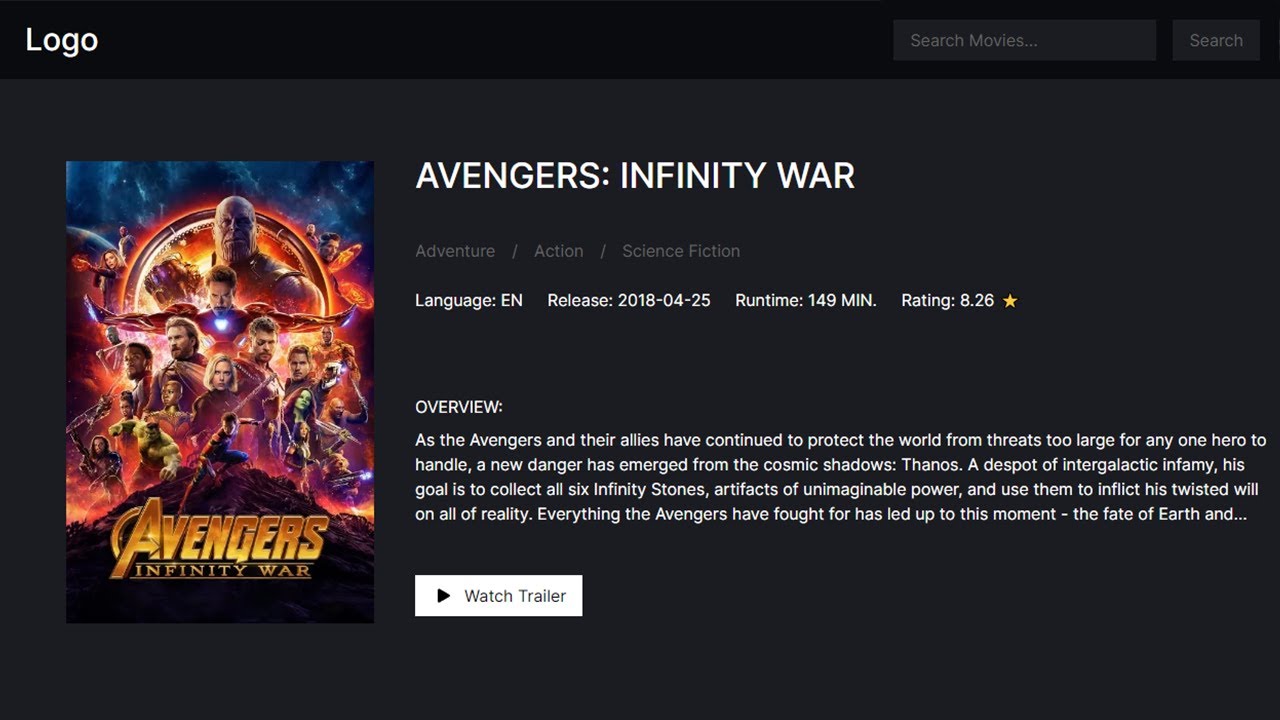 Logo
Search Movies...
Search
AVENGERS: INFINITY WAR
Adventure / Action / Science Fiction
Language: EN Release: 2018-04-25 Runtime: 149 MIN. Rating: 8.26
OVERVIEW:
As the Avengers and their allies have continued to protect the world from threats too large for any one hero to
handle, a new danger has emerged from the cosmic shadows: Thanos. A despot of intergalactic infamy, his
goal is to collect all six Infinity Stones, artifacts of unimaginable power, and use them to inflict his twisted will
on all of reality. Everything the Avengers have fought for has led up to this moment - the fate of Earth and...
Watch Trailer
AVENGERS
INFINITY WAR